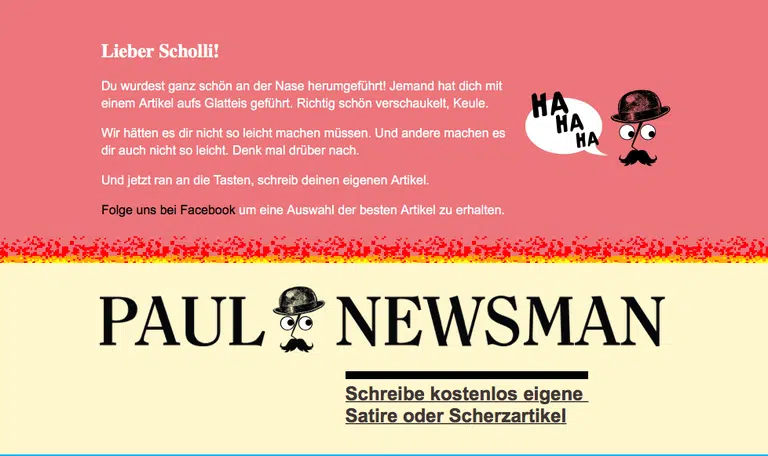 Lieber Scholli!
Du wurdest ganz schön an der Nase herumgeführt! Jemand hat dich mit
einem Artikel aufs Glatteis geführt. Richtig schön verschaukelt, Keule.
Wir hätten es dir nicht so leicht machen müssen. Und andere machen es
dir auch nicht so leicht. Denk mal drüber nach.
Und jetzt ran an die Tasten, schreib deinen eigenen Artikel.
Folge uns bei Facebook um eine Auswahl der besten Artikel zu erhalten.
HA
HA
HA
PAUL NEWSMAN
Schreibe kostenlos eigene
Satire oder Scherzartikel